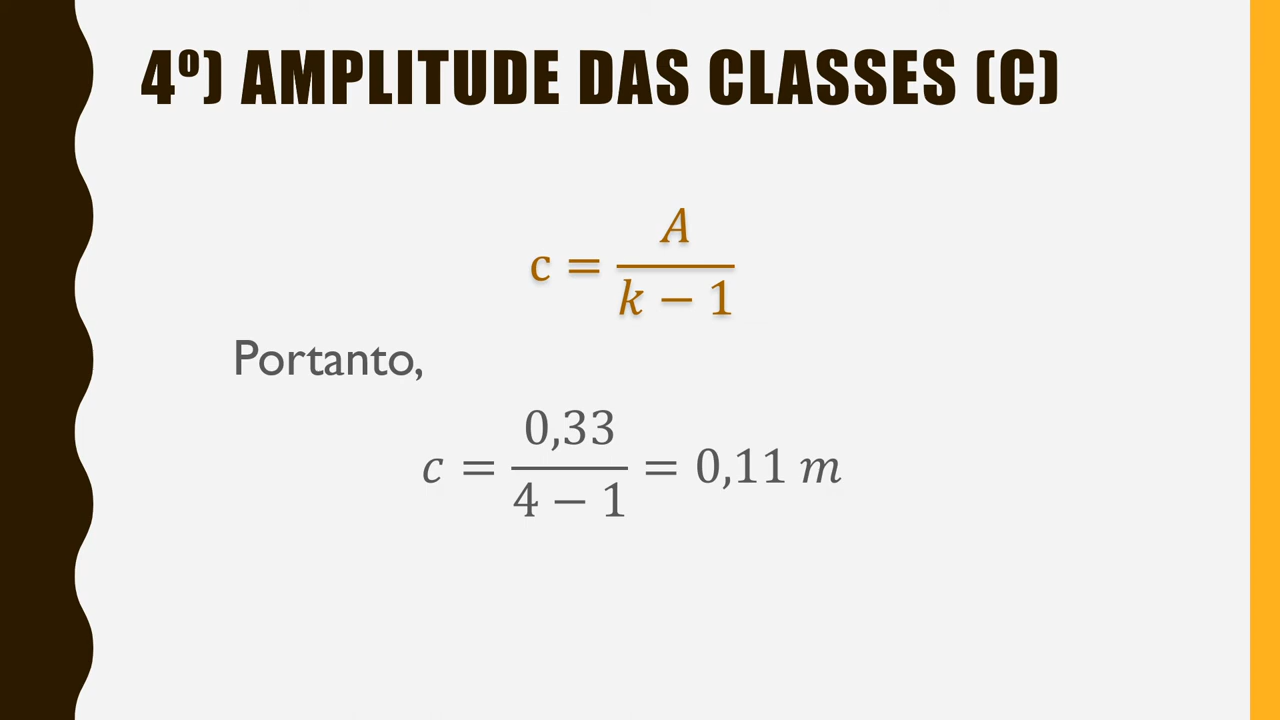 4º) AMPLITUDE DAS CLASSES (C)
c = A / (k − 1)
Portanto,
c = 0,33 / (4 − 1) = 0,11 m